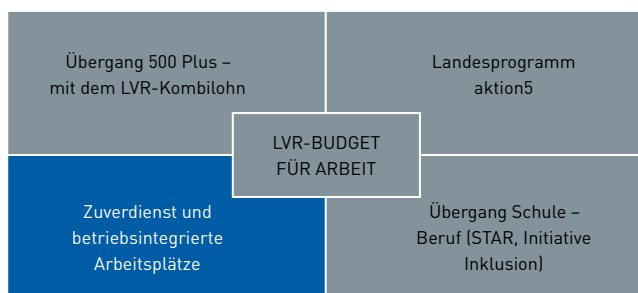 Übergang 500 Plus –
mit dem LVR-Kombilohn
Landesprogramm
aktion5
LVR-BUDGET
FÜR ARBEIT
Zuverdienst und
betriebsintegrierte
Arbeitsplätze
Übergang Schule –
Beruf (STAR, Initiative
Inklusion)